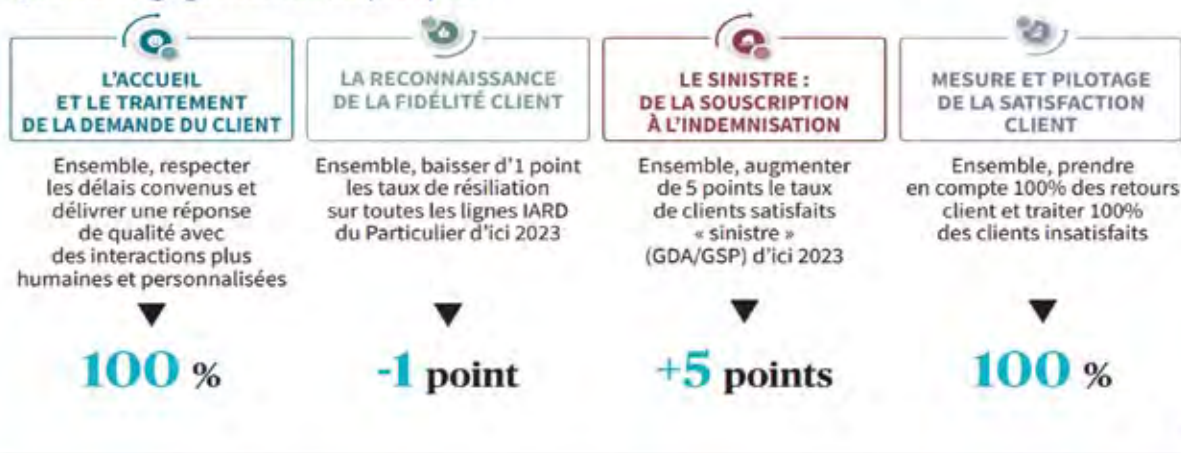 L'ACCUEIL
ET LE TRAITEMENT
DE LA DEMANDE DU CLIENT
Ensemble, respecter
les délais convenus et
délivrer une réponse
de qualité avec
des interactions plus
humaines et personnalisées
100 %
LA RECONNAISSANCE
DE LA FIDÉLITÉ CLIENT
Ensemble, baisser d'1 point
les taux de résiliation
sur toutes les lignes IARD
du Particulier d'ici 2023
-1 point
LE SINISTRE :
DE LA SOUSCRIPTION
À L'INDEMNISATION
Ensemble, augmenter
de 5 points le taux
de clients satisfaits
« sinistre »
(GDA/GSP) d'ici 2023
+5 points
MESURE ET PILOTAGE
DE LA SATISFACTION
CLIENT
Ensemble, prendre
en compte 100% des retours
client et traiter 100%
des clients insatisfaits
100 %